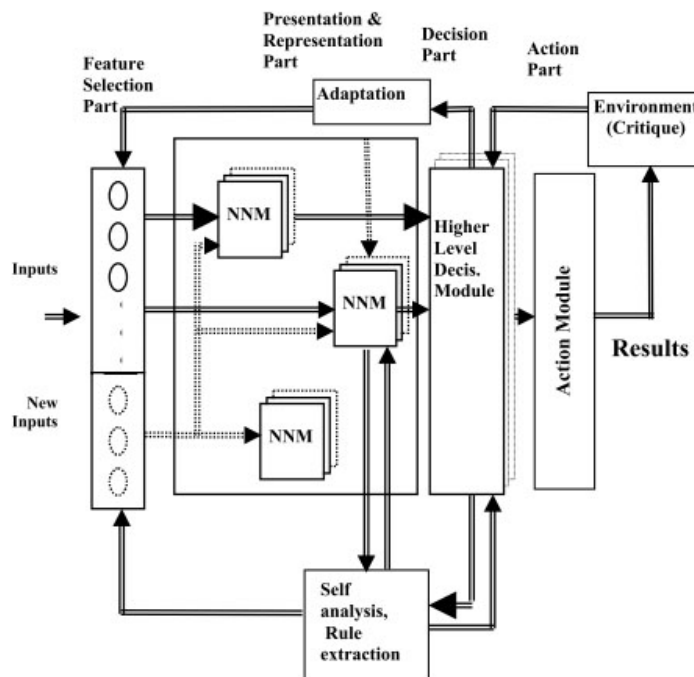 Presentation &
Representation
Part
Decision
Part
Action
Part
Feature
Selection
Part
Adaptation
Environment
(Critique)
NNM
Higher
Level
Decis.
Module
Inputs
NNM
Action Module
Results
New
Inputs
NNM
Self
analysis,
Rule
extraction